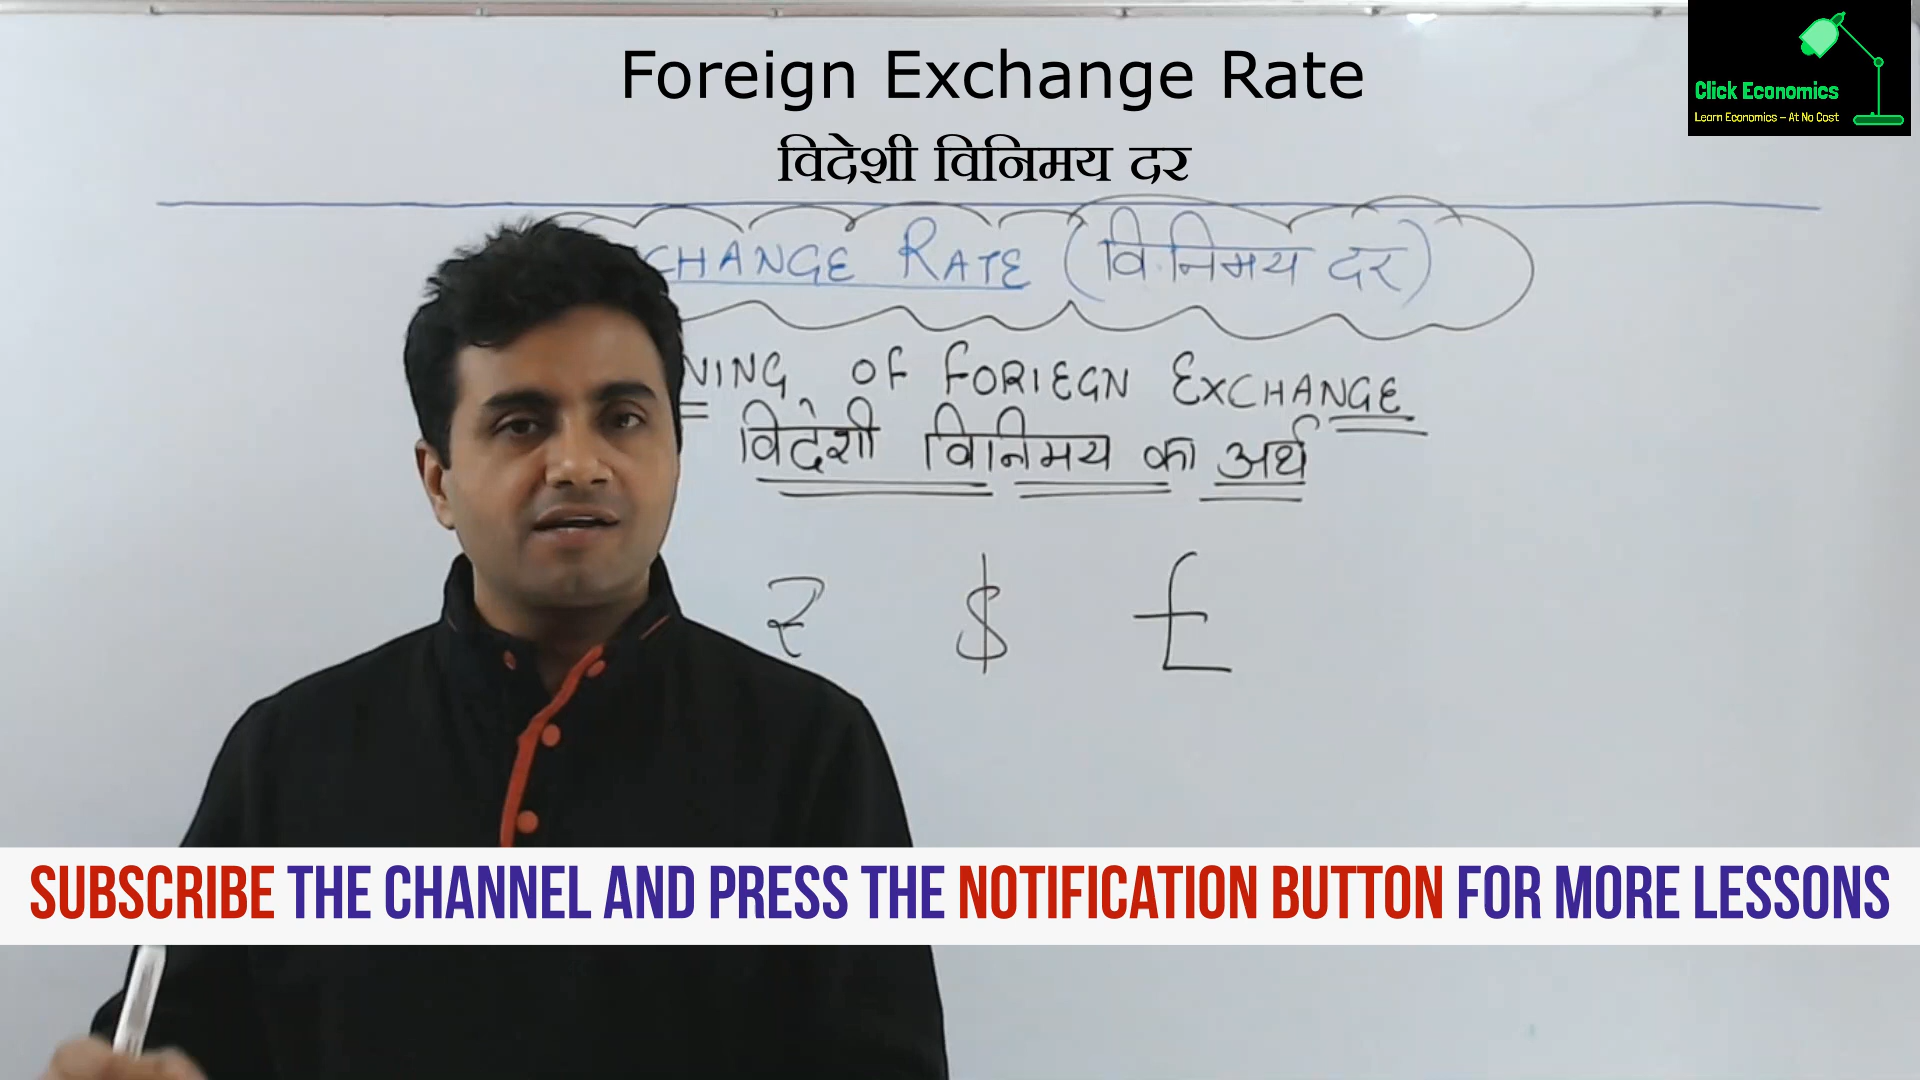 Foreign Exchange Rate
विदेशी विनिमय दर
Click Economics
Learn Economics – At No Cost
CHANGE RATE (विनिमय दर)
NING OF FORIEGN EXCHANGE
विदेशी विनिमय का अर्थ
₹ $ £
SUBSCRIBE THE CHANNEL AND PRESS THE NOTIFICATION BUTTON FOR MORE LESSONS